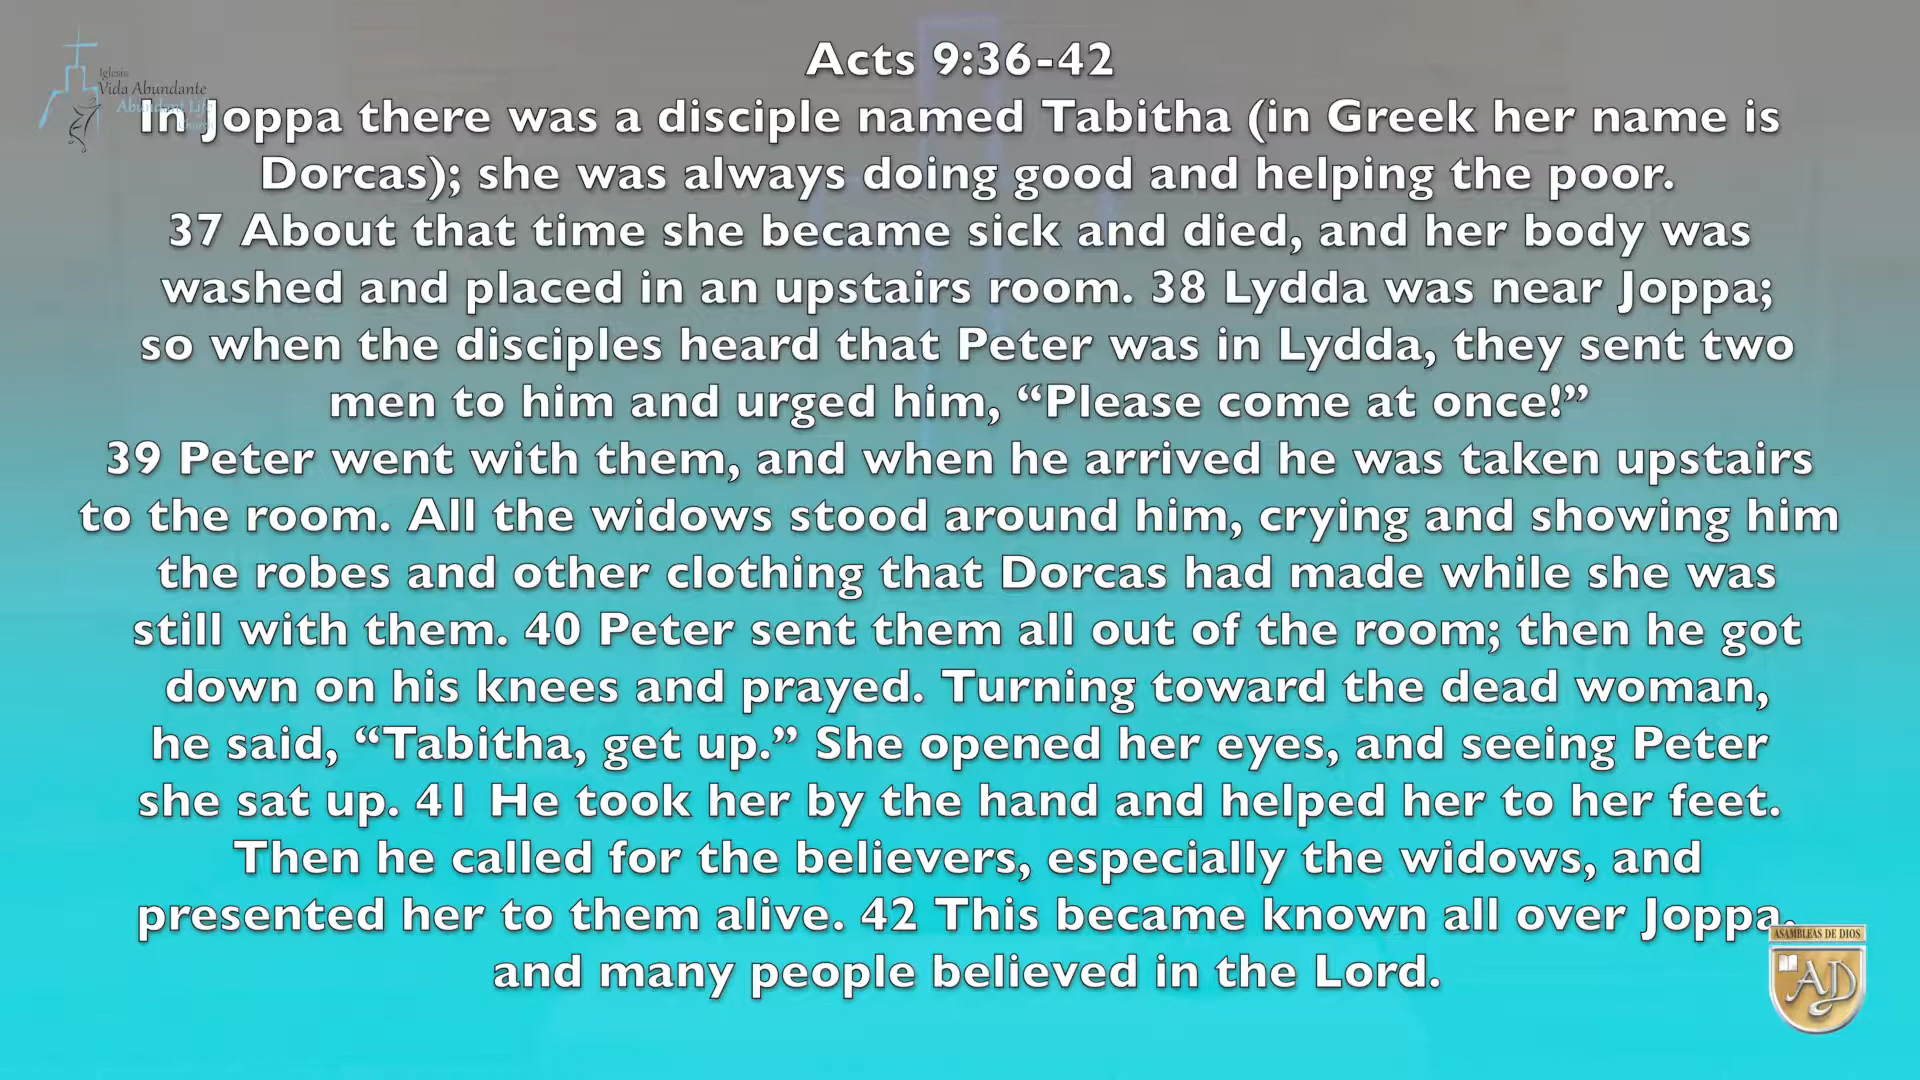 Iglesia
Vida Abundante
Abundant Life
Church
Acts 9:36-42
In Joppa there was a disciple named Tabitha (in Greek her name is
Dorcas); she was always doing good and helping the poor.
37 About that time she became sick and died, and her body was
washed and placed in an upstairs room. 38 Lydda was near Joppa;
so when the disciples heard that Peter was in Lydda, they sent two
men to him and urged him, “Please come at once!”
39 Peter went with them, and when he arrived he was taken upstairs
to the room. All the widows stood around him, crying and showing him
the robes and other clothing that Dorcas had made while she was
still with them. 40 Peter sent them all out of the room; then he got
down on his knees and prayed. Turning toward the dead woman,
he said, “Tabitha, get up.” She opened her eyes, and seeing Peter
she sat up. 41 He took her by the hand and helped her to her feet.
Then he called for the believers, especially the widows, and
presented her to them alive. 42 This became known all over Joppa,
and many people believed in the Lord.
ASAMBLEAS DE DIOS
AD